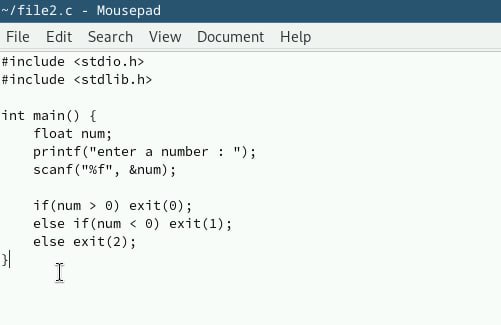 ~/file2.c - Mousepad
File Edit Search View Document Help
#include <stdio.h>
#include <stdlib.h>
int main() {
    float num;
    printf("enter a number : ");
    scanf("%f", &num);
    if(num > 0) exit(0);
    else if(num < 0) exit(1);
    else exit(2);
}